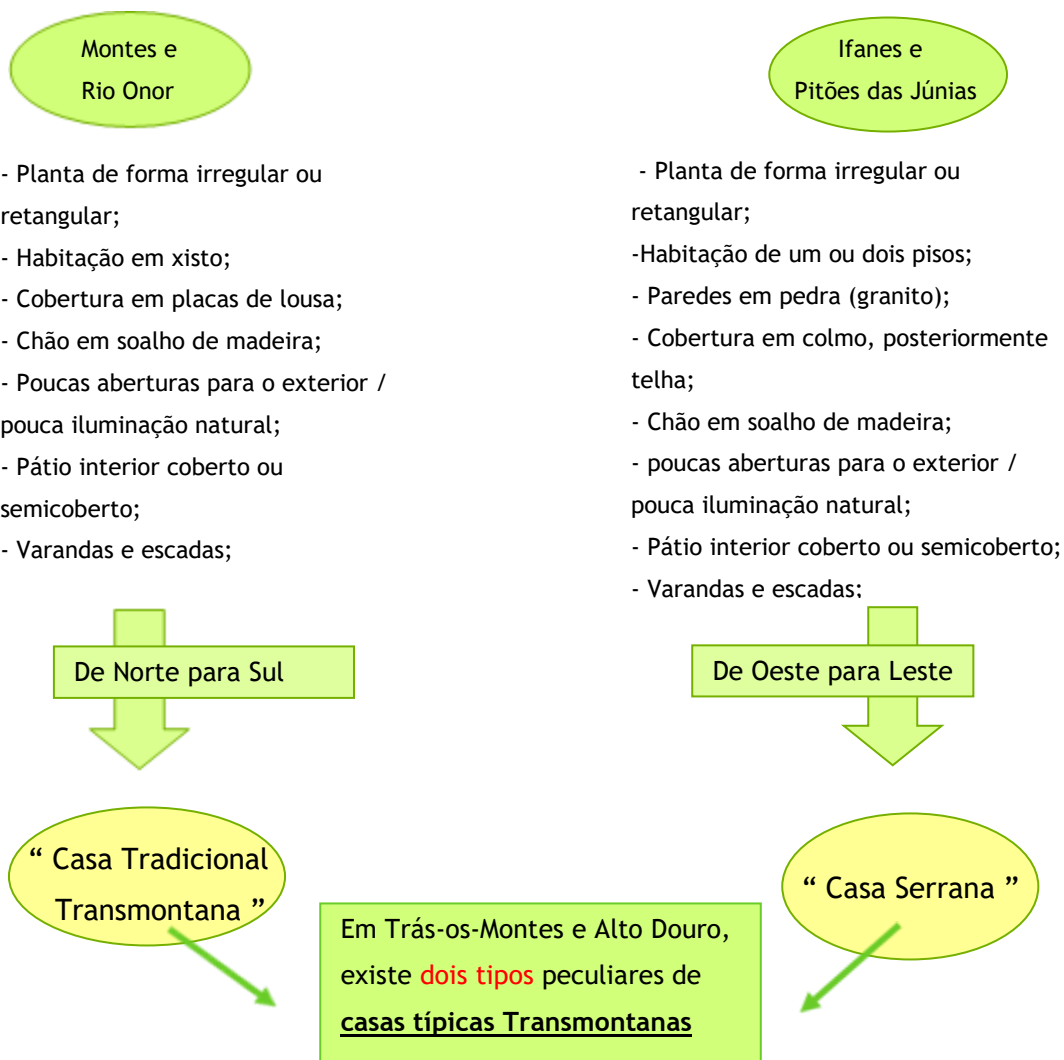 Montes e
Rio Onor
- Planta de forma irregular ou
retangular;
- Habitação em xisto;
- Cobertura em placas de lousa;
- Chão em soalho de madeira;
- Poucas aberturas para o exterior /
pouca iluminação natural;
- Pátio interior coberto ou
semicoberto;
- Varandas e escadas;
De Norte para Sul
“ Casa Tradicional
Transmontana ”
Ifanes e
Pitões das Júnias
- Planta de forma irregular ou
retangular;
-Habitação de um ou dois pisos;
- Paredes em pedra (granito);
- Cobertura em colmo, posteriormente
telha;
- Chão em soalho de madeira;
- poucas aberturas para o exterior /
pouca iluminação natural;
- Pátio interior coberto ou semicoberto;
- Varandas e escadas;
De Oeste para Leste
“ Casa Serrana ”
Em Trás-os-Montes e Alto Douro,
existe dois tipos peculiares de
casas típicas Transmontanas